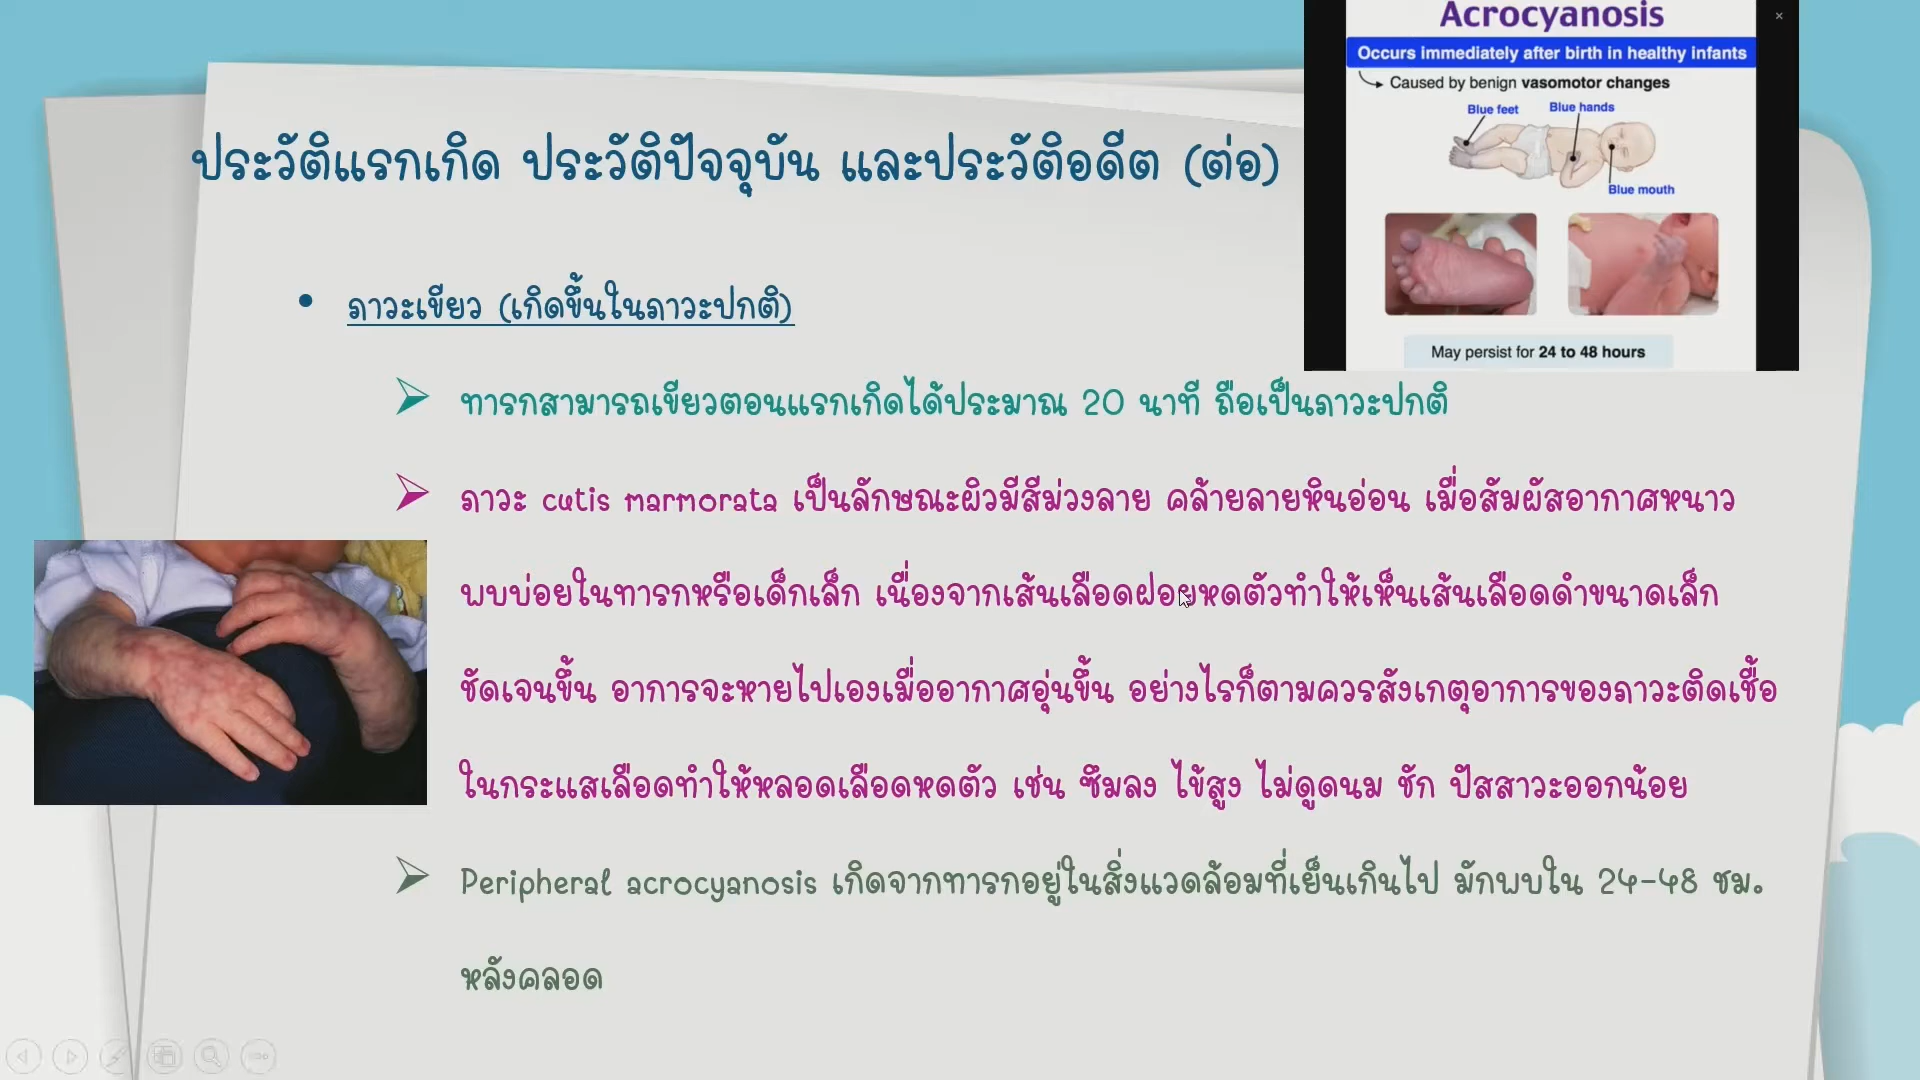 Acrocyanosis
Occurs immediately after birth in healthy infants
Caused by benign vasomotor changes
Blue feet
Blue hands
Blue mouth
May persist for 24 to 48 hours
ประวัติแรกเกิด ประวัติปัจจุบัน และประวัติอดีต (ต่อ)
• ภาวะเขียว (เกิดขึ้นในภาวะปกติ)
ทารกสามารถเขียวตอนแรกเกิดได้ประมาณ 20 นาที ถือเป็นภาวะปกติ
ภาวะ cutis marmorata เป็นลักษณะผิวมีสีม่วงลาย คล้ายลายหินอ่อน เมื่อสัมผัสอากาศหนาว
พบบ่อยในทารกหรือเด็กเล็ก เนื่องจากเส้นเลือดฝอยหดตัวทำให้เห็นเส้นเลือดดำขนาดเล็ก
ชัดเจนขึ้น อาการจะหายไปเองเมื่ออากาศอุ่นขึ้น อย่างไรก็ตามควรสังเกตุอาการของภาวะติดเชื้อ
ในกระแสเลือดทำให้หลอดเลือดหดตัว เช่น ซึมลง ไข้สูง ไม่ดูดนม ชัก ปัสสาวะออกน้อย
Peripheral acrocyanosis เกิดจากทารกอยู่ในสิ่งแวดล้อมที่เย็นเกินไป มักพบใน 24-48 ชม.
หลังคลอด